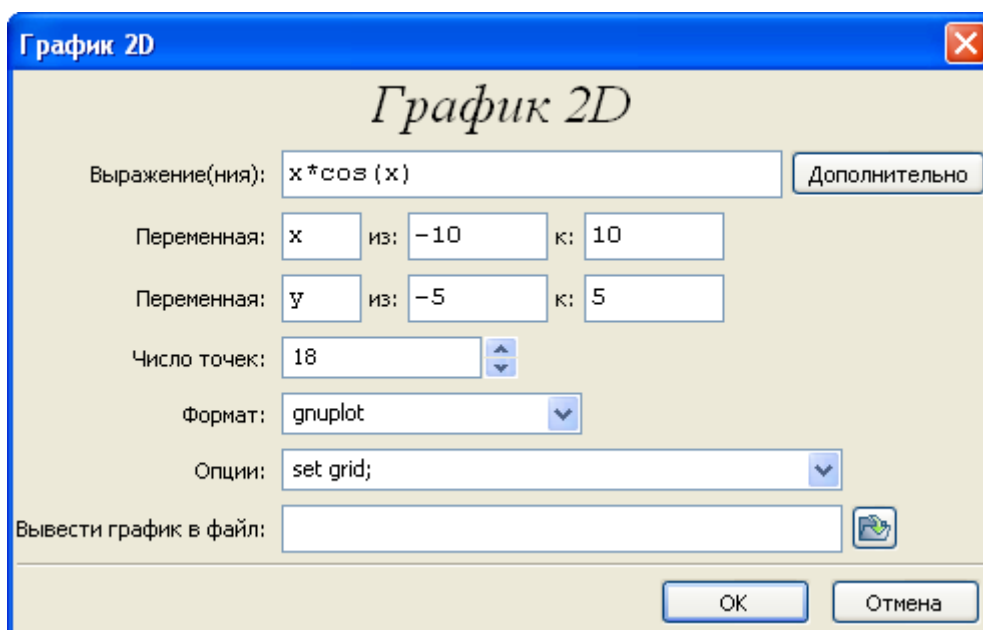 График 2D
График 2D
Выражение(ния): x*cos(x) Дополнительно
Переменная: x из: -10 к: 10
Переменная: y из: -5 к: 5
Число точек: 18
Формат: gnuplot
Опции: set grid;
Вывести график в файл:
OK Отмена